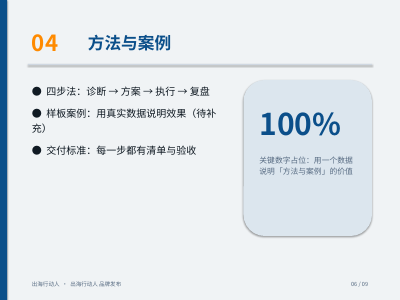 04 方法与案例
● 四步法：诊断 → 方案 → 执行 → 复盘
● 样板案例：用真实数据说明效果（待补
充）
● 交付标准：每一步都有清单与验收
100%
关键数字占位：用一个数据
说明「方法与案例」的价值
出海行动人 · 出海行动人 品牌发布
06 / 09